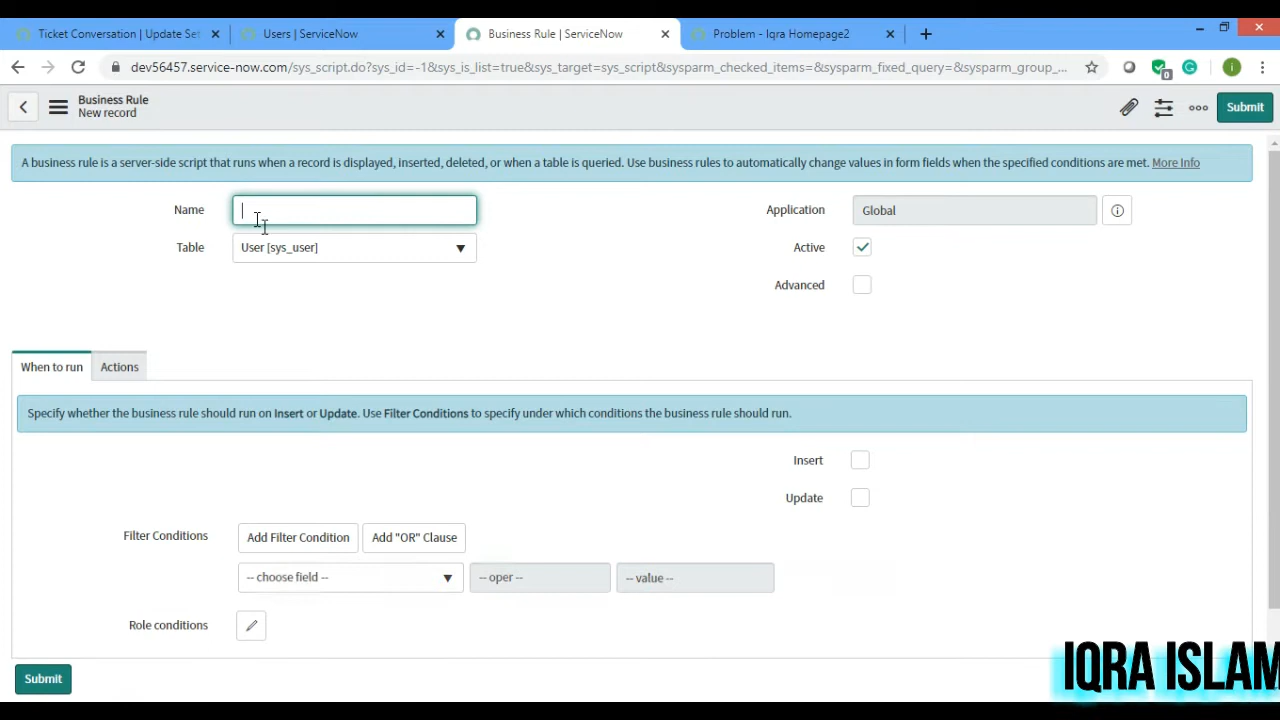 Ticket Conversation | Update Set
Users | ServiceNow
Business Rule | ServiceNow
Problem - Iqra Homepage2
dev56457.service-now.com/sys_script.do?sys_id=-1&sys_is_list=true&sys_target=sys_script&sysparm_checked_items=&sysparm_fixed_query=&sysparm_group_...
0
i
Business Rule
New record
Submit
A business rule is a server-side script that runs when a record is displayed, inserted, deleted, or when a table is queried. Use business rules to automatically change values in form fields when the specified conditions are met. More Info
Name
Application
Global
Table
User [sys_user]
Active
Advanced
When to run
Actions
Specify whether the business rule should run on Insert or Update. Use Filter Conditions to specify under which conditions the business rule should run.
Insert
Update
Filter Conditions
Add Filter Condition
Add "OR" Clause
-- choose field --
-- oper --
-- value --
Role conditions
Submit
IQRA ISLAM